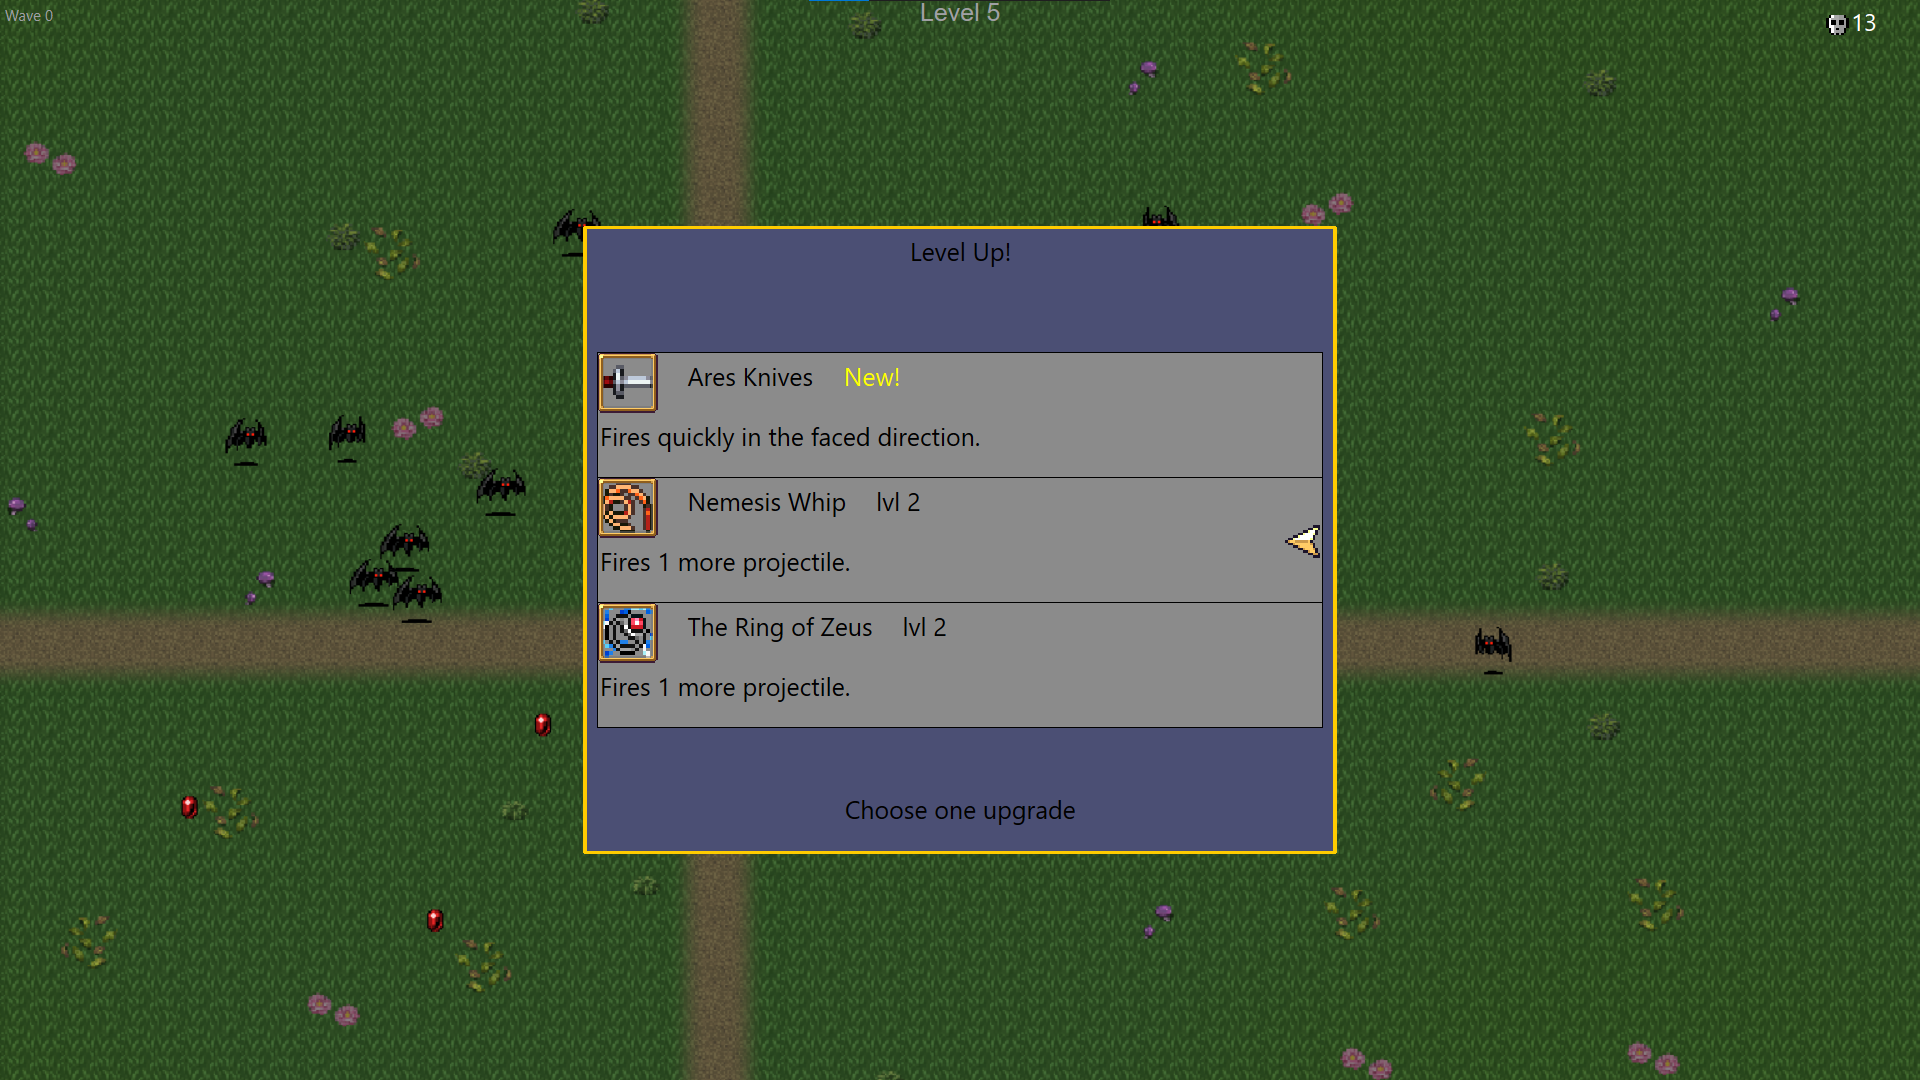 Wave 0
Level 5
13
Level Up!
Ares Knives New!
Fires quickly in the faced direction.
Nemesis Whip lvl 2
Fires 1 more projectile.
The Ring of Zeus lvl 2
Fires 1 more projectile.
Choose one upgrade